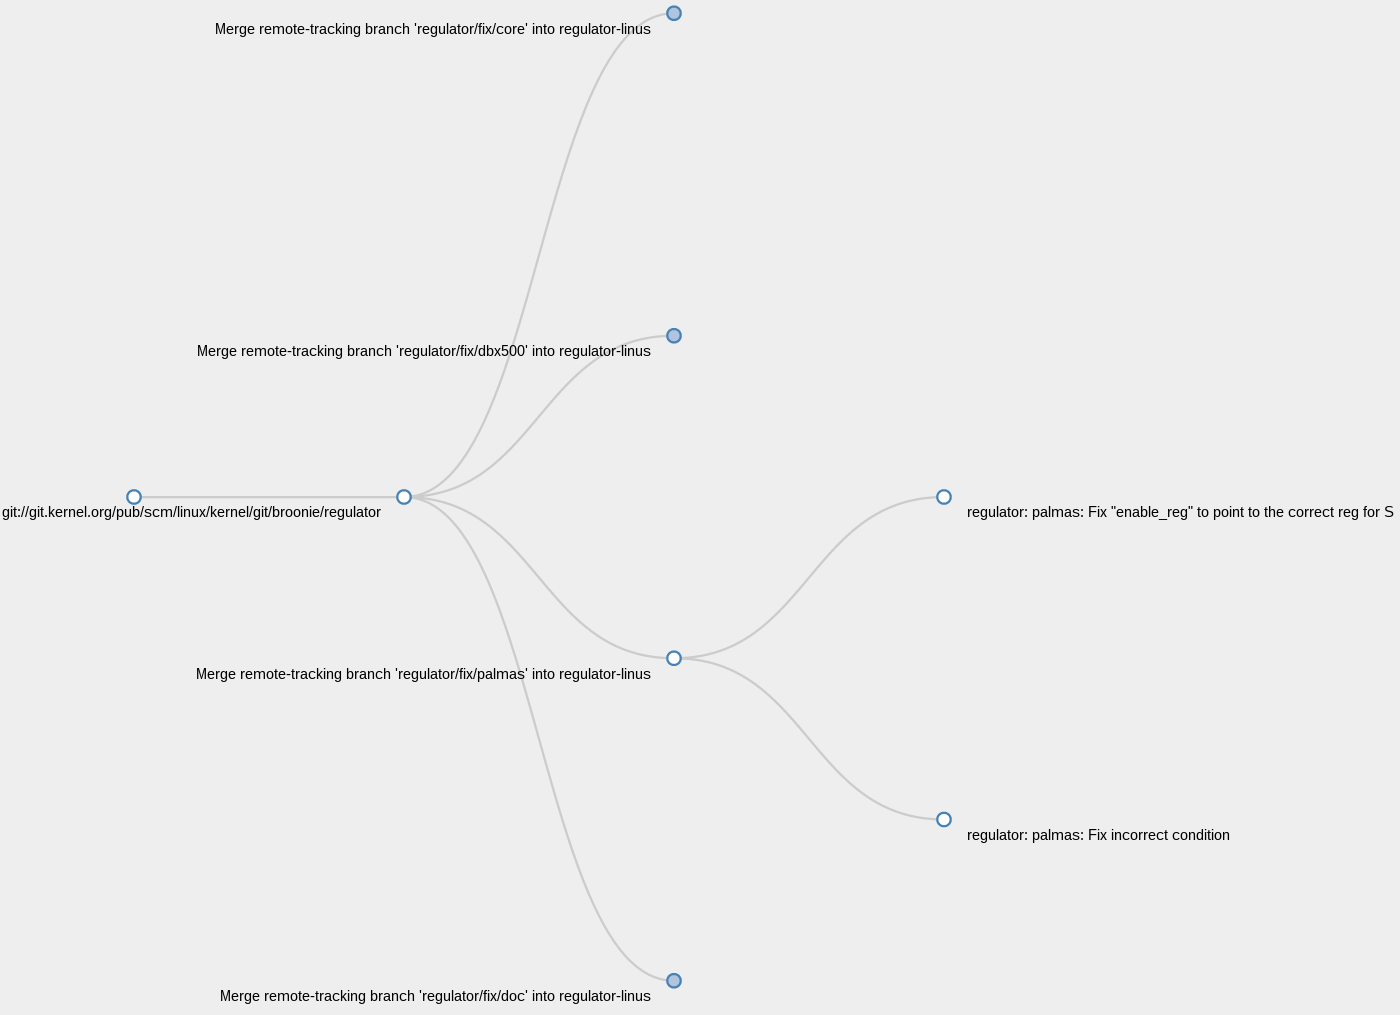 Merge remote-tracking branch 'regulator/fix/core' into regulator-linus
Merge remote-tracking branch 'regulator/fix/dbx500' into regulator-linus
git://git.kernel.org/pub/scm/linux/kernel/git/broonie/regulator
regulator: palmas: Fix "enable_reg" to point to the correct reg for S
Merge remote-tracking branch 'regulator/fix/palmas' into regulator-linus
regulator: palmas: Fix incorrect condition
Merge remote-tracking branch 'regulator/fix/doc' into regulator-linus